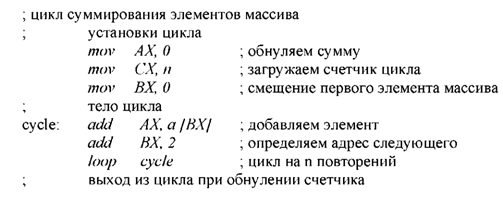 ; цикл суммирования элементов массива
; установки цикла
mov AX, 0 ; обнуляем сумму
mov CX, n ; загружаем счетчик цикла
mov BX, 0 ; смещение первого элемента массива
; тело цикла
cycle: add AX, a [BX] ; добавляем элемент
add BX, 2 ; определяем адрес следующего
loop cycle ; цикл на n повторений
; выход из цикла при обнулении счетчика